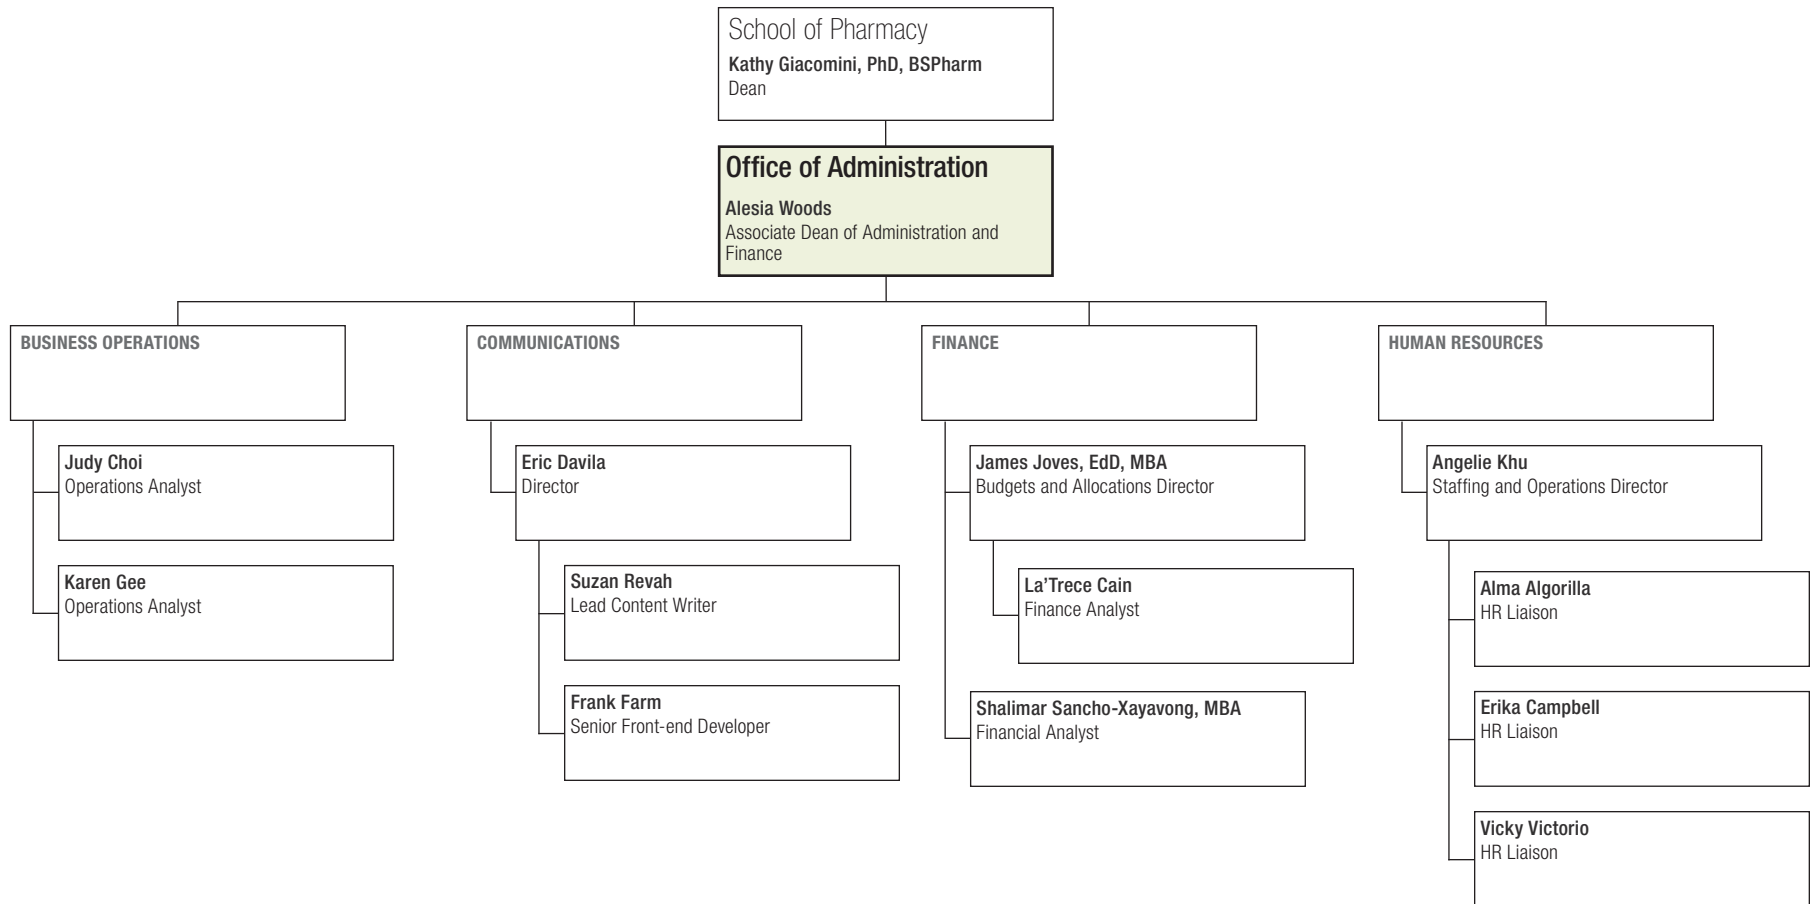 School of Pharmacy
Kathy Giacomini, PhD, BSPharm
Dean
Office of Administration
Alesia Woods
Associate Dean of Administration and
Finance
BUSINESS OPERATIONS
Judy Choi
Operations Analyst
Karen Gee
Operations Analyst
COMMUNICATIONS
Eric Davila
Director
Suzan Revah
Lead Content Writer
Frank Farm
Senior Front-end Developer
FINANCE
James Joves, EdD, MBA
Budgets and Allocations Director
La’Trece Cain
Finance Analyst
Shalimar Sancho-Xayavong, MBA
Financial Analyst
HUMAN RESOURCES
Angelie Khu
Staffing and Operations Director
Alma Algorilla
HR Liaison
Erika Campbell
HR Liaison
Vicky Victorio
HR Liaison